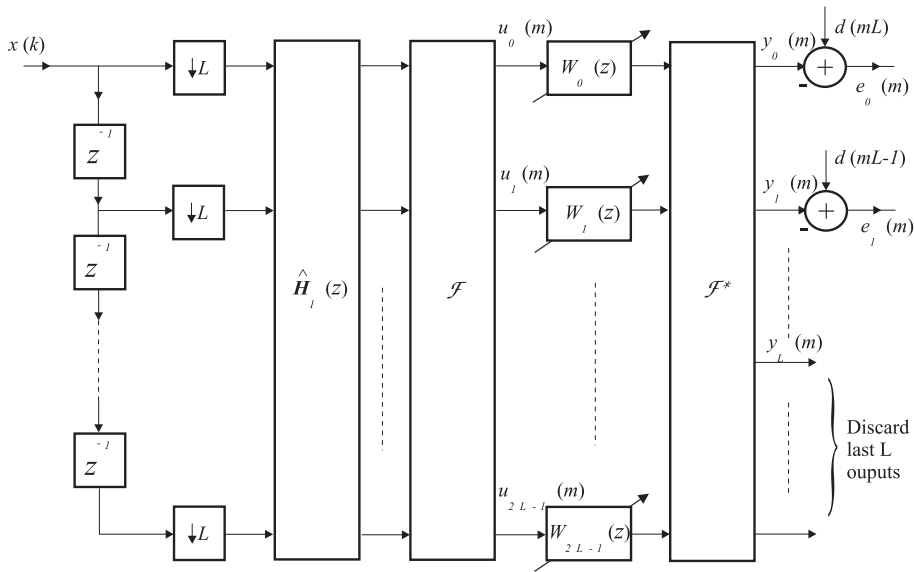 x (k)
z⁻¹
z⁻¹
z⁻¹
↓L
↓L
↓L
Ĥ₁ (z)
ℱ
u₀ (m)
u₁ (m)
u₂L₋₁ (m)
W₀ (z)
W₁ (z)
W₂L₋₁ (z)
ℱ*
y₀ (m)
d (mL)
+
-
e₀ (m)
y₁ (m)
d (mL-1)
+
-
e₁ (m)
y_L (m)
Discard
last L
ouputs